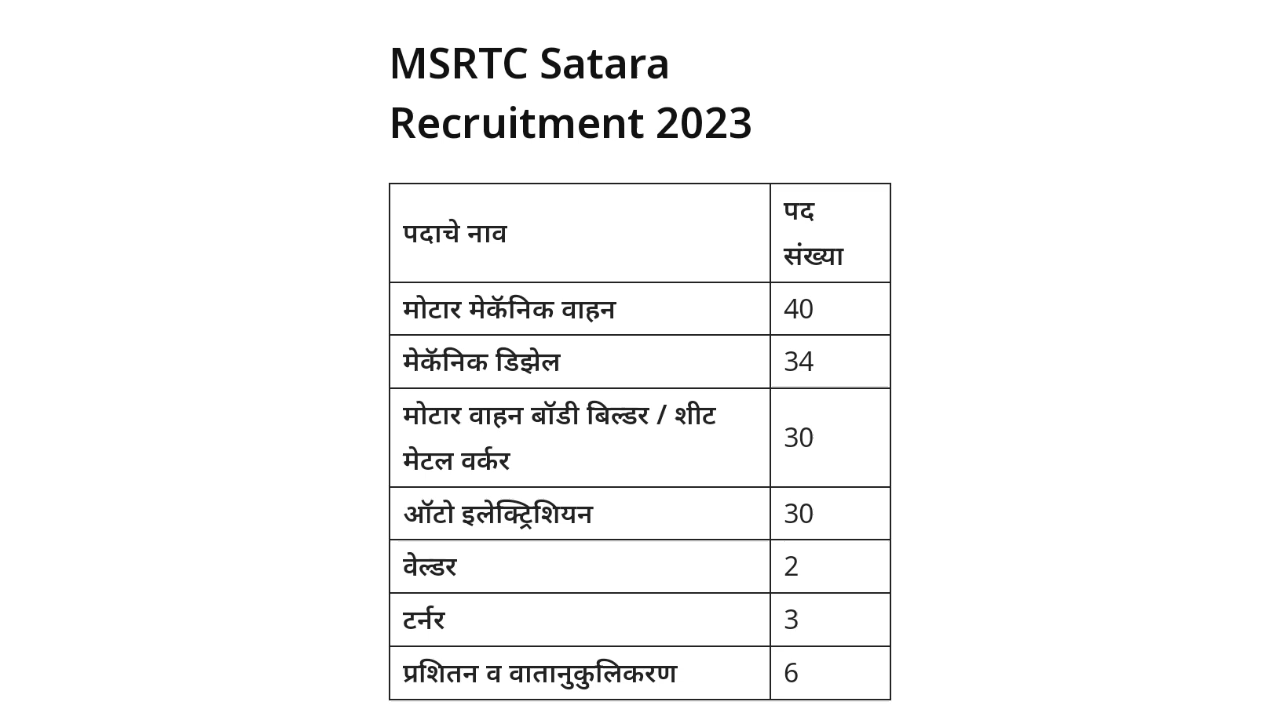 MSRTC Satara
Recruitment 2023
पदाचे नाव
पद
संख्या
मोटार मेकॅनिक वाहन 40
मेकॅनिक डिझेल 34
मोटार वाहन बॉडी बिल्डर / शीट
मेटल वर्कर
30
ऑटो इलेक्ट्रिशियन 30
वेल्डर 2
टर्नर 3
प्रशितन व वातानुकुलिकरण 6